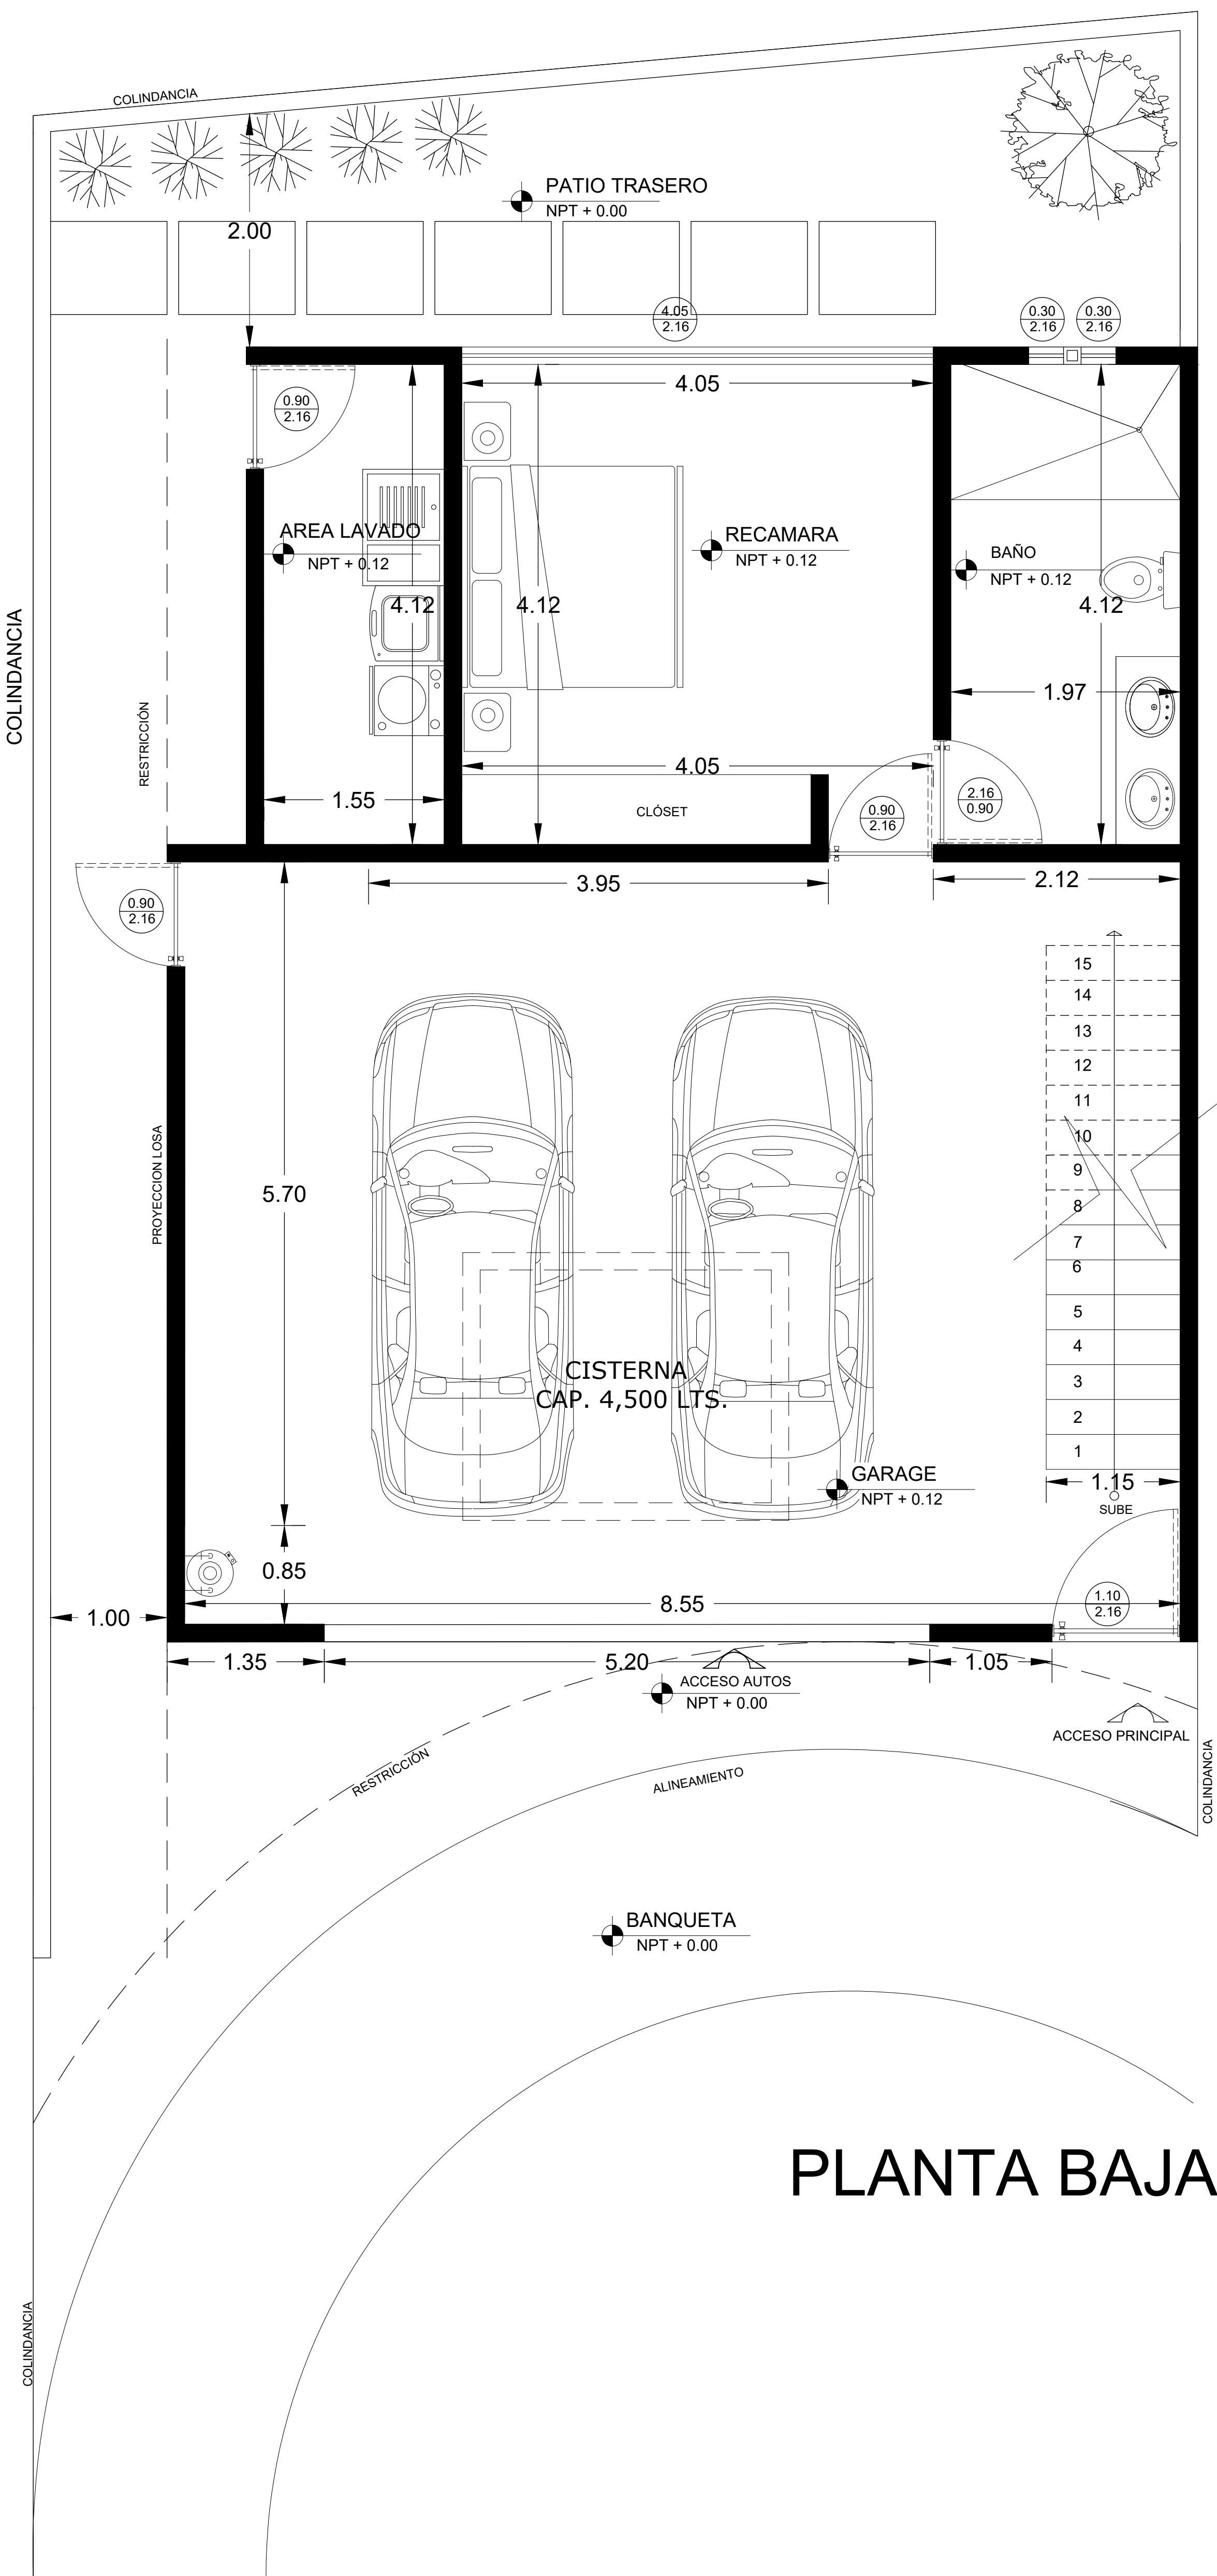 COLINDANCIA
PATIO TRASERO
NPT + 0.00
2.00
4.05
2.16
0.30
2.16
0.30
2.16
4.05
0.90
2.16
AREA LAVADO
NPT + 0.12
RECAMARA
NPT + 0.12
BAÑO
NPT + 0.12
4.12
4.12
4.12
COLINDANCIA
RESTRICCIÓN
1.97
4.05
1.55
CLÓSET
0.90
2.16
2.16
0.90
3.95
2.12
0.90
2.16
15
14
13
12
11
10
9
8
7
6
5
4
3
2
1
PROYECCION LOSA
5.70
CISTERNA
CAP. 4,500 LTS.
GARAGE
NPT + 0.12
1.15
SUBE
0.85
8.55
1.10
2.16
1.00
1.35
5.20
1.05
ACCESO AUTOS
NPT + 0.00
ACCESO PRINCIPAL
RESTRICCIÓN
ALINEAMIENTO
COLINDANCIA
BANQUETA
NPT + 0.00
PLANTA BAJA
COLINDANCIA